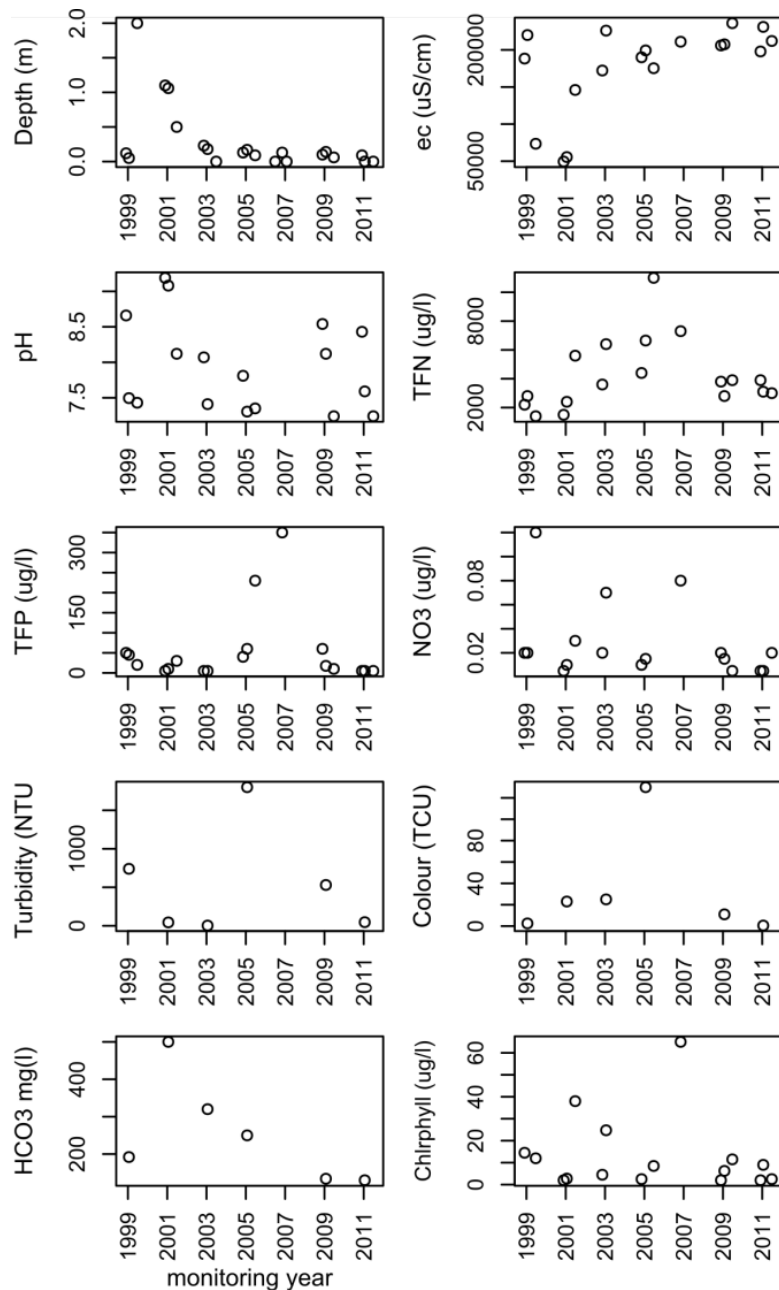 Depth (m)
0.0 1.0 2.0
1999 2001 2003 2005 2007 2009 2011
ec (uS/cm)
50000 200000
1999 2001 2003 2005 2007 2009 2011
pH
7.5 8.5
1999 2001 2003 2005 2007 2009 2011
TFN (ug/l)
2000 8000
1999 2001 2003 2005 2007 2009 2011
TFP (ug/l)
0 150 300
1999 2001 2003 2005 2007 2009 2011
NO3 (ug/l)
0.02 0.08
1999 2001 2003 2005 2007 2009 2011
Turbidity (NTU
0 1000
1999 2001 2003 2005 2007 2009 2011
Colour (TCU)
0 40 80
1999 2001 2003 2005 2007 2009 2011
HCO3 mg(l)
200 400
1999 2001 2003 2005 2007 2009 2011
monitoring year
Chlrphyll (ug/l)
0 20 40 60
1999 2001 2003 2005 2007 2009 2011